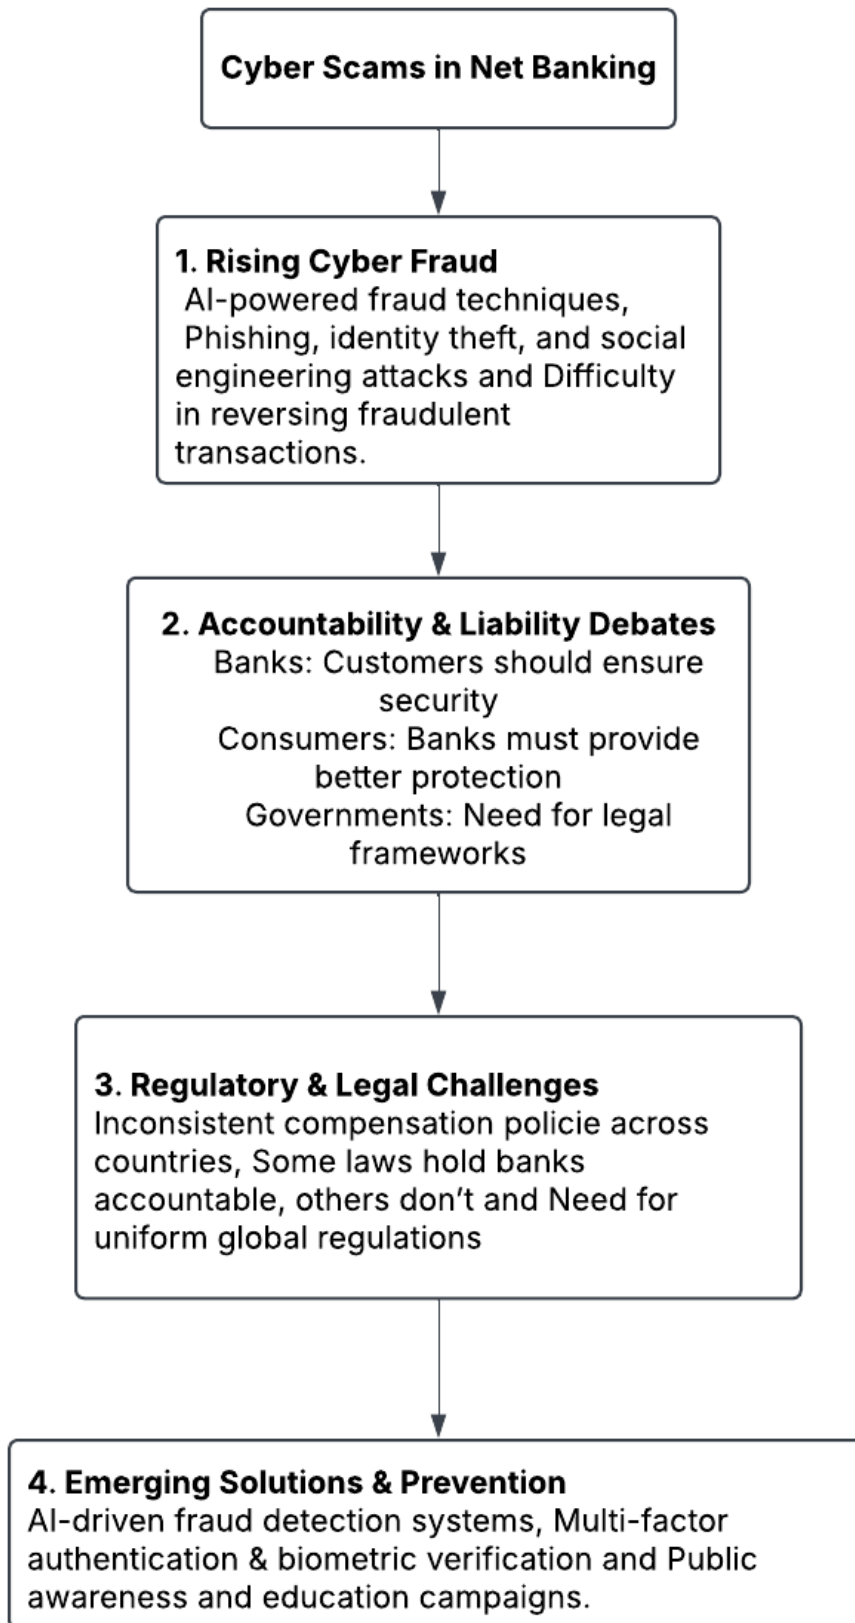 Cyber Scams in Net Banking
1. Rising Cyber Fraud
AI-powered fraud techniques,
Phishing, identity theft, and social
engineering attacks and Difficulty
in reversing fraudulent
transactions.
2. Accountability & Liability Debates
Banks: Customers should ensure
security
Consumers: Banks must provide
better protection
Governments: Need for legal
frameworks
3. Regulatory & Legal Challenges
Inconsistent compensation policie across
countries, Some laws hold banks
accountable, others don’t and Need for
uniform global regulations
4. Emerging Solutions & Prevention
AI-driven fraud detection systems, Multi-factor
authentication & biometric verification and Public
awareness and education campaigns.